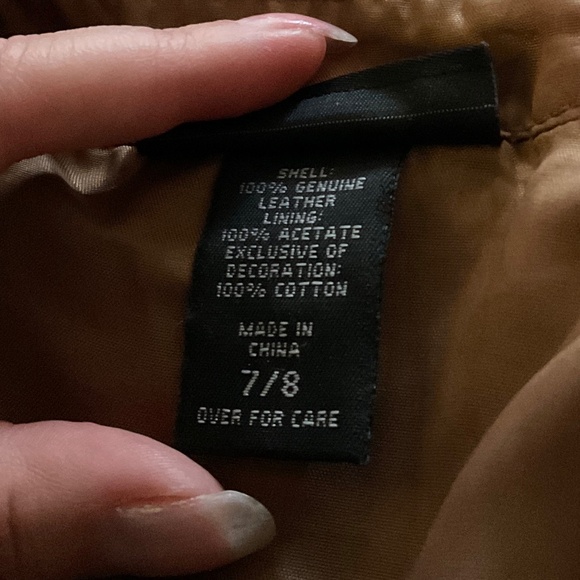 SHELL:
100% GENUINE
LEATHER
LINING:
100% ACETATE
EXCLUSIVE OF
DECORATION:
100% COTTON
MADE IN
CHINA
7/8
OVER FOR CARE